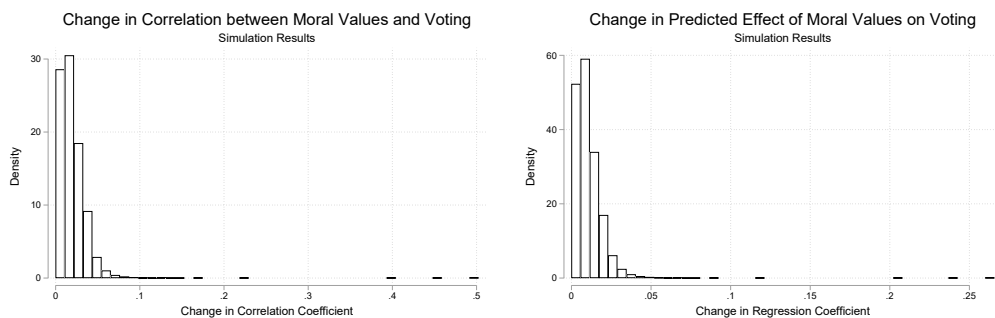 Change in Correlation between Moral Values and Voting
Simulation Results
30
20
10
0
Density
0 .1 .2 .3 .4 .5
Change in Correlation Coefficient
Change in Predicted Effect of Moral Values on Voting
Simulation Results
60
40
20
0
Density
0 .05 .1 .15 .2 .25
Change in Regression Coefficient